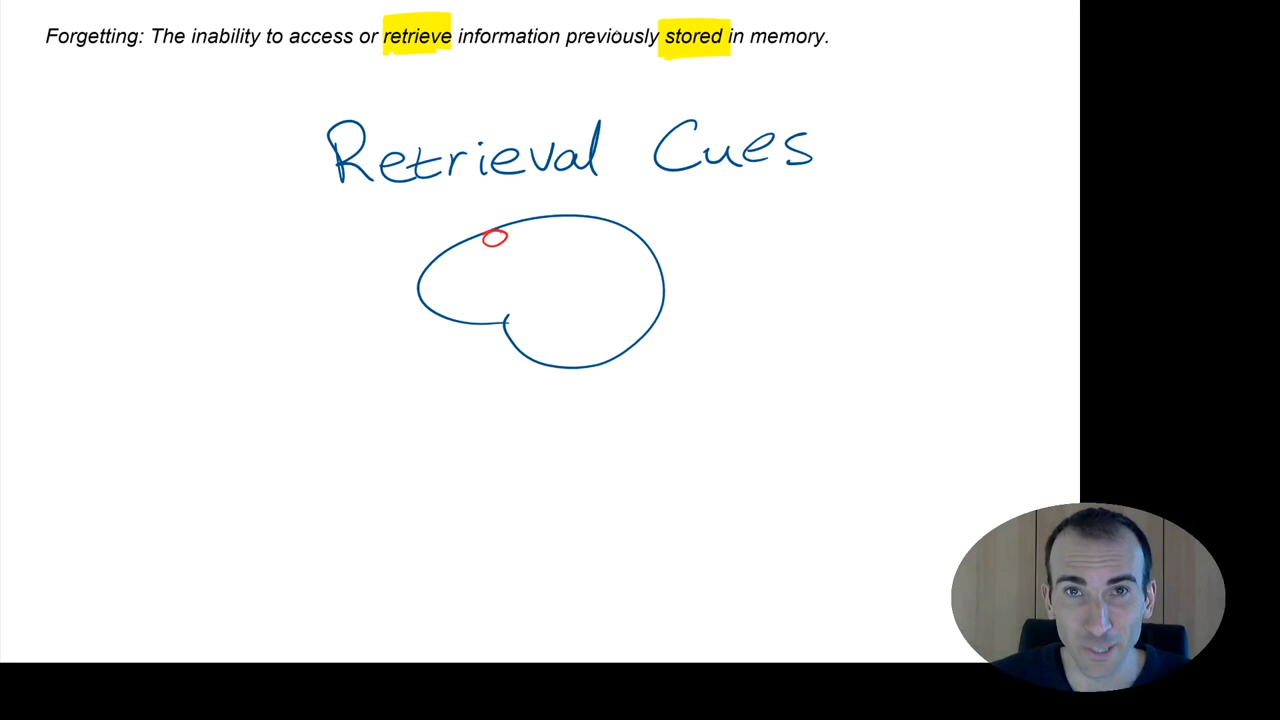 Forgetting: The inability to access or retrieve information previously stored in memory.
Retrieval Cues